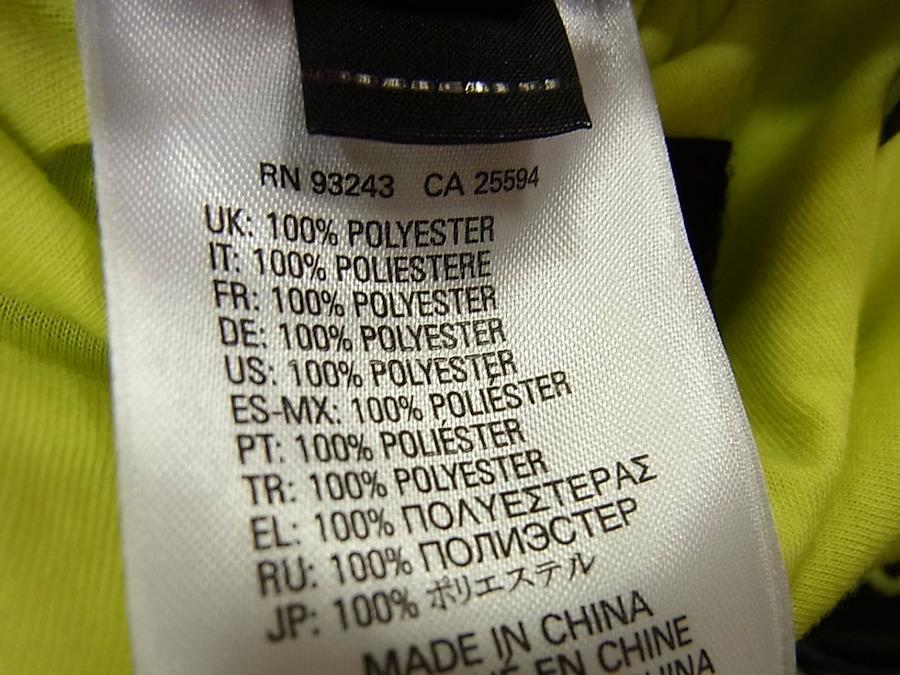 RN 93243 CA 25594
UK: 100% POLYESTER
IT: 100% POLIESTERE
FR: 100% POLYESTER
DE: 100% POLYESTER
US: 100% POLYESTER
ES-MX: 100% POLIÉSTER
PT: 100% POLIÉSTER
TR: 100% POLYESTER
EL: 100% ΠΟΛΥΕΣΤΕΡΑΣ
RU: 100% ПОЛИЭСТЕР
JP: 100% ポリエステル
MADE IN CHINA
EN CHINE